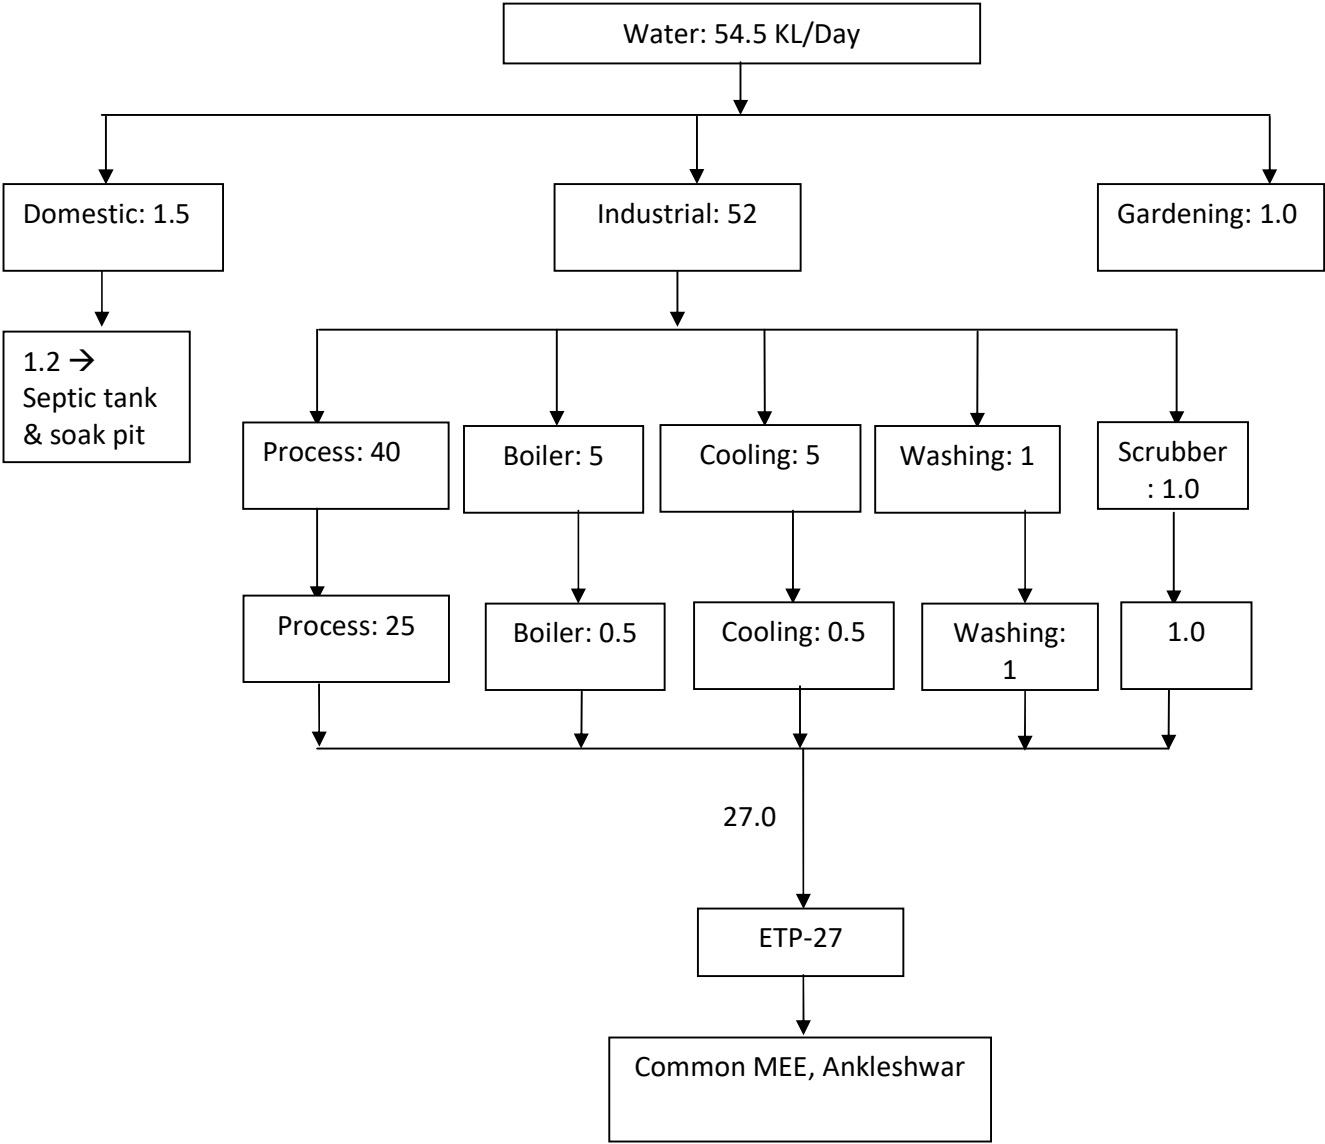 Water: 54.5 KL/Day
Domestic: 1.5
Industrial: 52
Gardening: 1.0
1.2 →
Septic tank
& soak pit
Process: 40
Boiler: 5
Cooling: 5
Washing: 1
Scrubber
: 1.0
Process: 25
Boiler: 0.5
Cooling: 0.5
Washing:
1
1.0
27.0
ETP-27
Common MEE, Ankleshwar